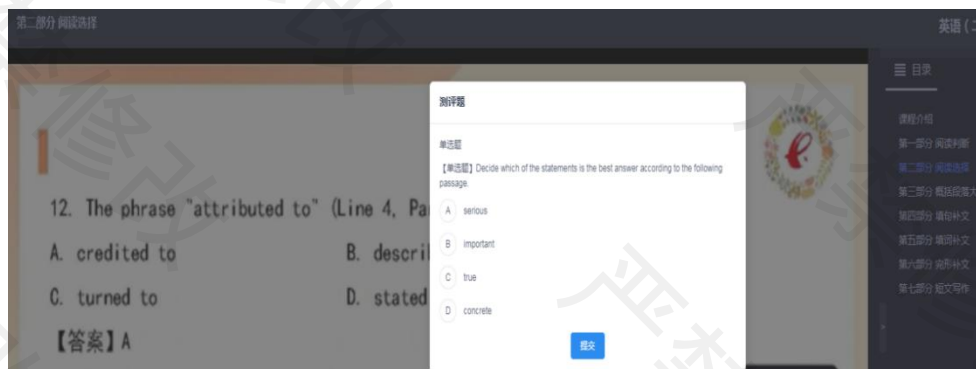 第二部分 阅读选择
英语（二
目录
课程介绍
第一部分 阅读判断
第二部分 阅读选择
第三部分 概括段落大
第四部分 填句补文
第五部分 填词补文
第六部分 完形补文
第七部分 短文写作
12. The phrase "attributed to" (Line 4, Pa
A. credited to
B. descri
C. turned to
D. stated
【答案】A
测评题
单选题
【单选题】Decide which of the statements is the best answer according to the following
passage.
A serious
B important
C true
D concrete
提交
严禁修改